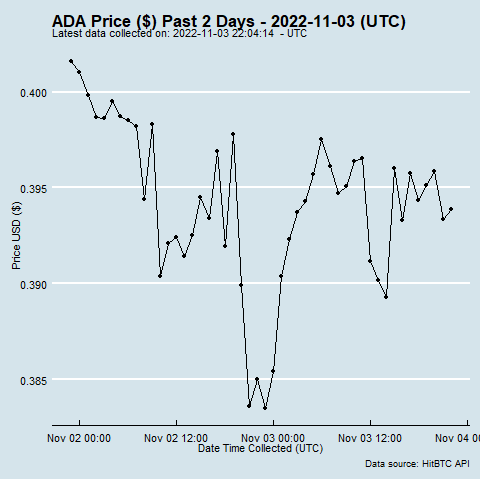 ADA Price ($) Past 2 Days - 2022-11-03 (UTC)
Latest data collected on: 2022-11-03 22:04:14 - UTC
0.400
0.395
0.390
0.385
Price USD ($)
Nov 02 00:00 Nov 02 12:00 Nov 03 00:00 Nov 03 12:00 Nov 04 0
Date Time Collected (UTC)
Data source: HitBTC API